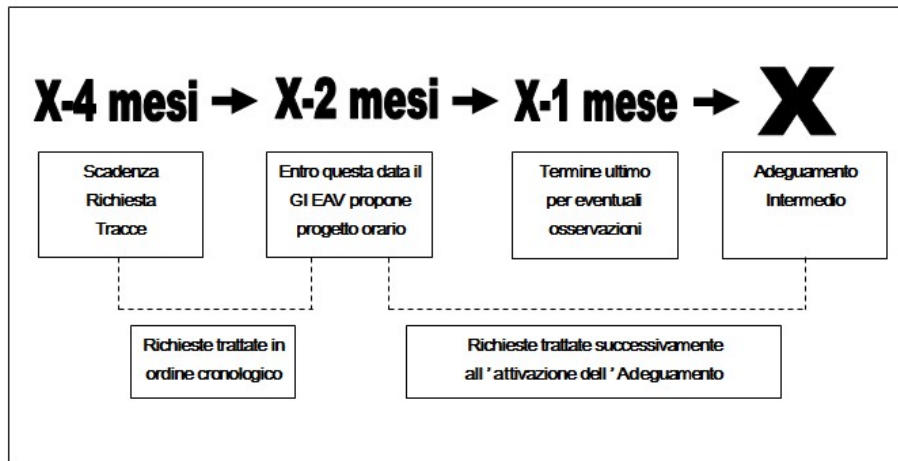 X-4 mesi → X-2 mesi → X-1 mese → X
Scadenza
Richiesta
Tracce
Entro questa data il
GI EAV propone
progetto orario
Termine ultimo
per eventuali
osservazioni
Adeguamento
Intermedio
Richieste trattate in
ordine cronologico
Richieste trattate successivamente
all ’ attivazione dell ’ Adeguamento